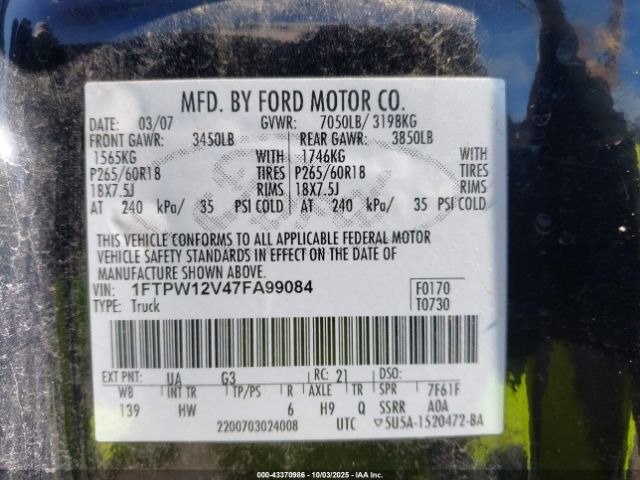 MFD. BY FORD MOTOR CO.
DATE: 03/07 GVWR: 7050LB/ 3198KG
FRONT GAWR: 3450LB REAR GAWR: 3850LB
1565KG WITH 1746KG WITH
P265/60R18 TIRES P265/60R18 TIRES
18X7.5J RIMS 18X7.5J RIMS
AT 240 kPa/ 35 PSI COLD AT 240 kPa/ 35 PSI COLD
THIS VEHICLE CONFORMS TO ALL APPLICABLE FEDERAL MOTOR
VEHICLE SAFETY STANDARDS IN EFFECT ON THE DATE OF
MANUFACTURE SHOWN ABOVE.
VIN: 1FTPW12V47FA99084 F0170
TYPE: Truck T0730
EXT PNT: UA G3 RC: 21 DSO:
WB INT TR TP/PS R AXLE TR SPR 7F61F
139 HW 6 H9 Q SSRR A0A
2200703024008 UTC 5U5A-1520472-BA
000-43370986 - 10/03/2025 - IAA Inc. (OOA)